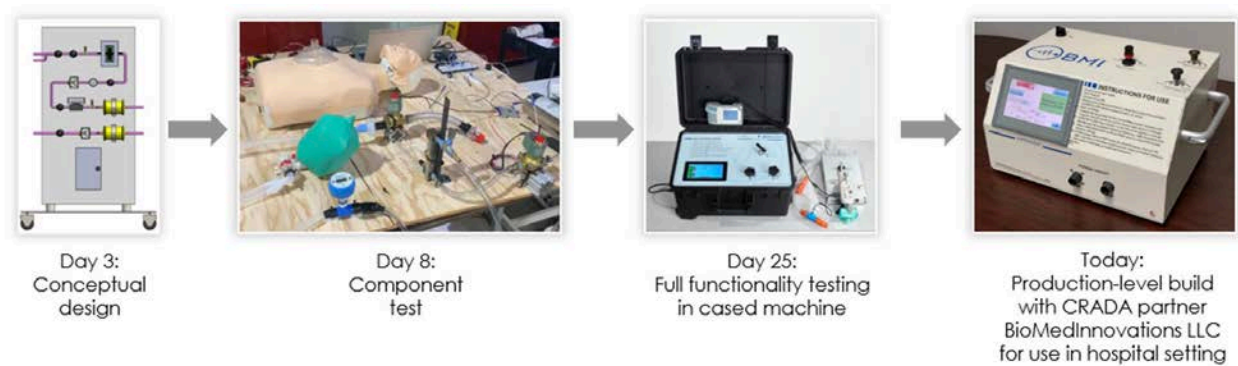 BMI
INSTRUCTIONS FOR USE
Day 3:
Conceptual
design
Day 8:
Component
test
Day 25:
Full functionality testing
in cased machine
Today:
Production-level build
with CRADA partner
BioMedInnovations LLC
for use in hospital setting